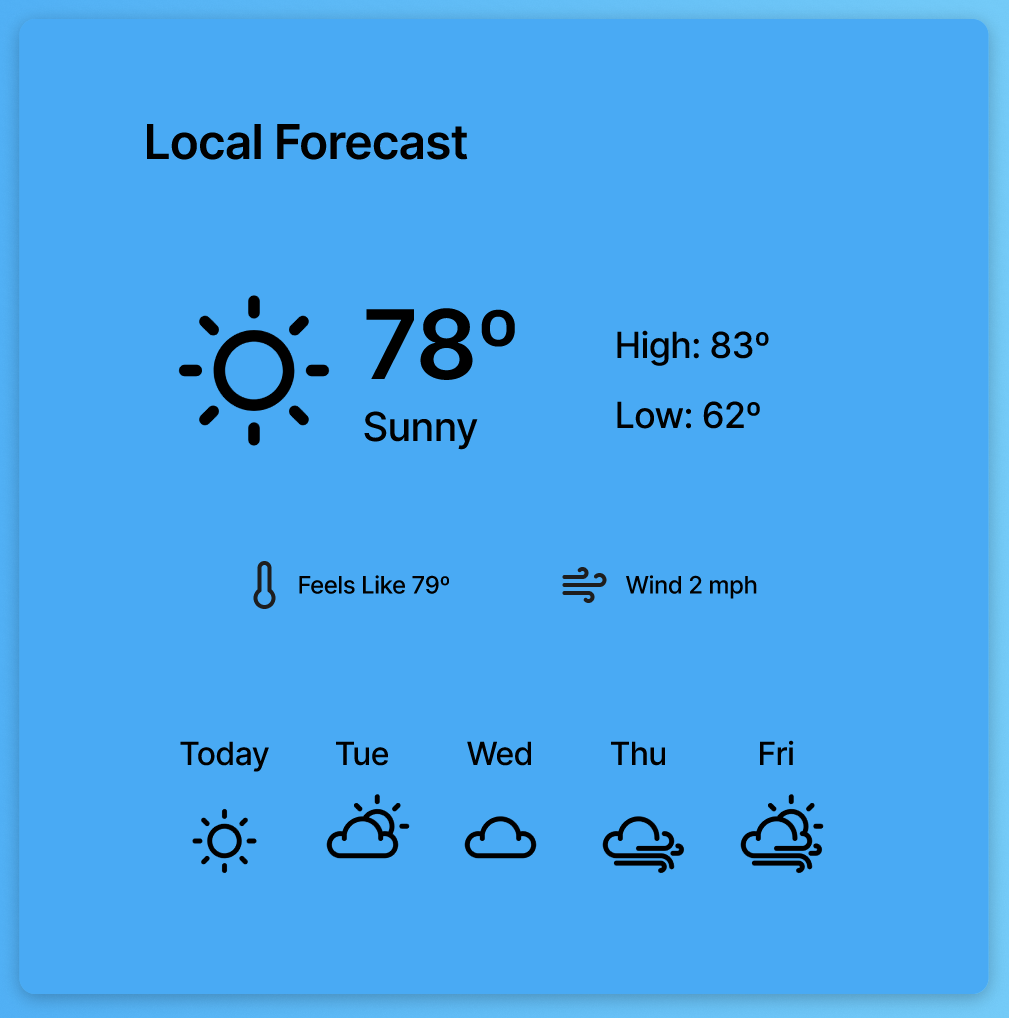 Local Forecast
78º
Sunny
High: 83º
Low: 62º
Feels Like 79º
Wind 2 mph
Today Tue Wed Thu Fri